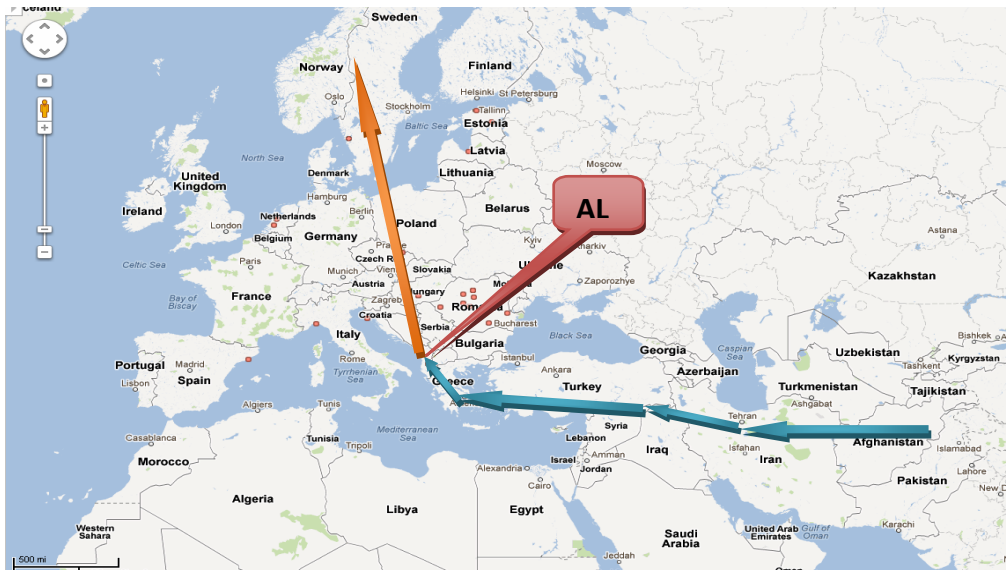 Iceland
Sweden
Norway
Finland
Helsinki
St Petersburg
Oslo
Stockholm
Tallinn
Estonia
Baltic Sea
North Sea
Latvia
Moscow
Denmark
Lithuania
United
Kingdom
AL
Hamburg
Ireland
Netherlands
Berlin
Belarus
London
Poland
Germany
Astana
Belgium
Kyiv
Kharkiv
Celtic Sea
Paris
Czech R
Munich
Slovakia
Kazakhstan
Austria
Zaporozhye
Bay of
Biscay
France
Hungary
Zagreb
Croatia
Romania
Serbia
Bucharest
Italy
Black Sea
Bishkek
Bulgaria
Georgia
Caspian
Sea
Uzbekistan
Rome
Istanbul
Kyrgyzstan
Portugal
Madrid
Tashkent
Tyrrhenian
Sea
Ankara
Azerbaijan
Spain
Greece
Turkey
Turkmenistan
Tajikistan
Lisbon
Algiers
Tunis
Ashgabat
Tehran
Syria
Mediterranean
Sea
Casablanca
Tunisia
Lebanon
Afghanistan
Tripoli
Iraq
Isfahan
Islamabad
Morocco
Israel
Amman
Iran
Alexandria
Jordan
Lahore
Cairo
Pakistan
New D
Algeria
Libya
Egypt
Western
Sahara
Saudi
Arabia
United Arab
Emirates
Gulf of
Oman
Karachi
Jeddah
Oman
500 mi